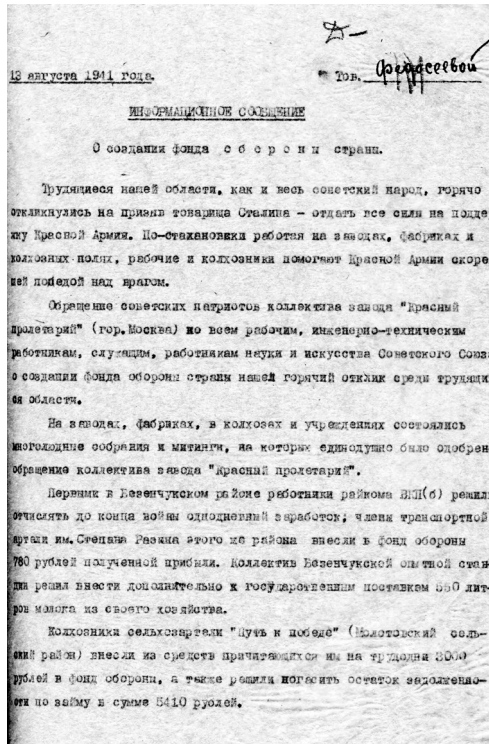 13 августа 1941 года.
Тов. Федосеевой
ИНФОРМАЦИОННОЕ СООБЩЕНИЕ
О создании фонда обороны страны.
Трудящиеся нашей области, как и весь советский народ, горячо
откликнулись на призыв товарища Сталина - отдать все силы на поддер
жку Красной Армии. По-стахановски работая на заводах, фабриках и
колхозных полях, рабочие и колхозники помогают Красной Армии скорей
шей победой над врагом.
Обращение советских патриотов коллектива завода "Красный
пролетарий" (гор.Москва) ко всем рабочим, инженерно-техническим
работникам, служащим, работникам науки и искусства Советского Союза
о создании фонда обороны страны нашей горячий отклик среди трудящих
ся области.
На заводах, фабриках, в колхозах и учреждениях состоялись
многолюдные собрания и митинги, на которых единодушно было одобрен
обращение коллектива завода "Красный пролетарий".
Первыми в Безенчукском районе работники райкома ВКП(б) решили
отчислять до конца войны однодневный заработок; члены транспортной
артели им.Степана Разина этого же района внесли в фонд обороны
780 рублей полученной прибыли. Коллектив Безенчукской опытной стан-
ции решил внести дополнительно к государственным поставкам 550 лит-
ров молока из своего хозяйства.
Колхозники сельхозартели "Путь к победе" (Молотовский сель-
ский район) внесли из средств причитающихся им на трудодни 3000
рублей в фонд обороны, а также решили погасить остаток задолженно-
сти по займу в сумме 5410 рублей.